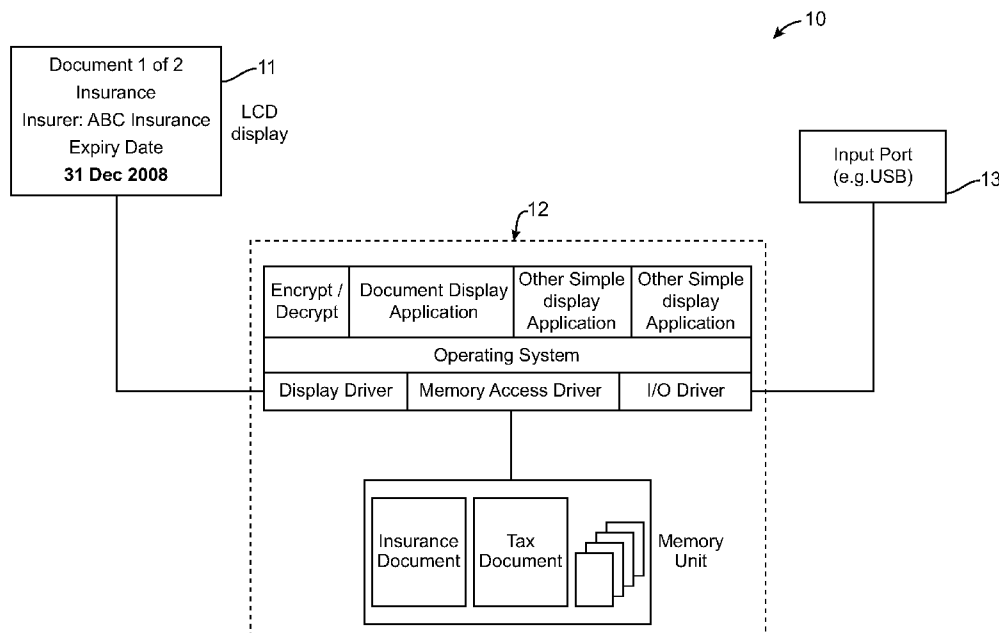 10
Document 1 of 2
Insurance
Insurer: ABC Insurance
Expiry Date
31 Dec 2008
11
LCD
display
Input Port
(e.g.USB)
13
12
Encrypt /
Decrypt
Document Display
Application
Other Simple
display
Application
Other Simple
display
Application
Operating System
Display Driver
Memory Access Driver
I/O Driver
Insurance
Document
Tax
Document
Memory
Unit